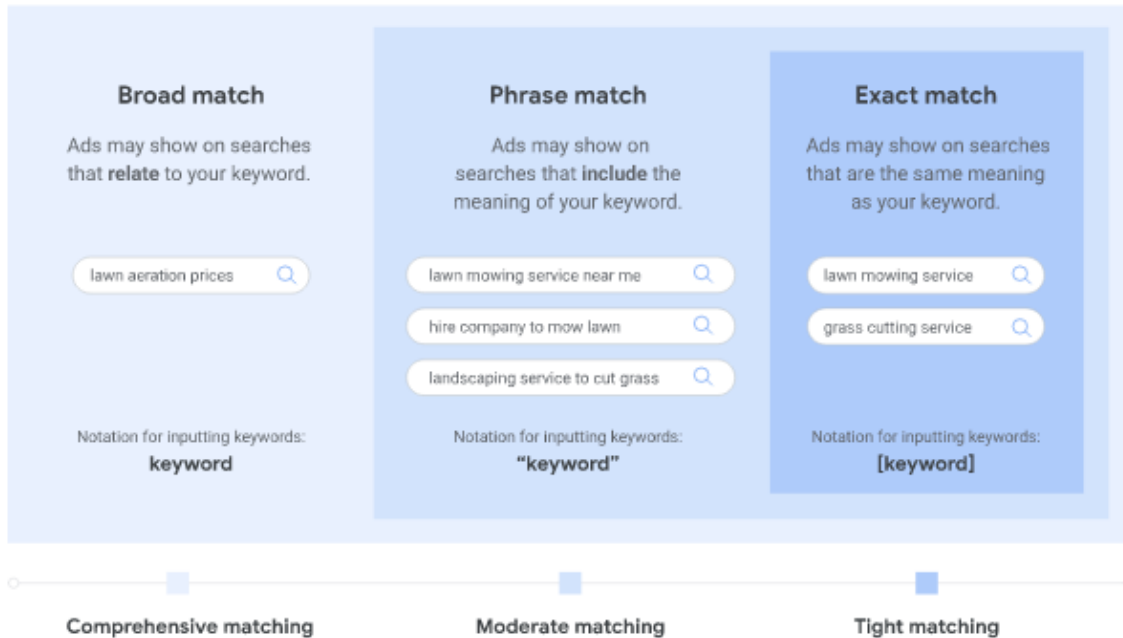 Broad match
Ads may show on searches
that relate to your keyword.
lawn aeration prices
Notation for inputting keywords:
keyword
Phrase match
Ads may show on
searches that include the
meaning of your keyword.
lawn mowing service near me
hire company to mow lawn
landscaping service to cut grass
Notation for inputting keywords:
“keyword”
Exact match
Ads may show on searches
that are the same meaning
as your keyword.
lawn mowing service
grass cutting service
Notation for inputting keywords:
[keyword]
Comprehensive matching
Moderate matching
Tight matching